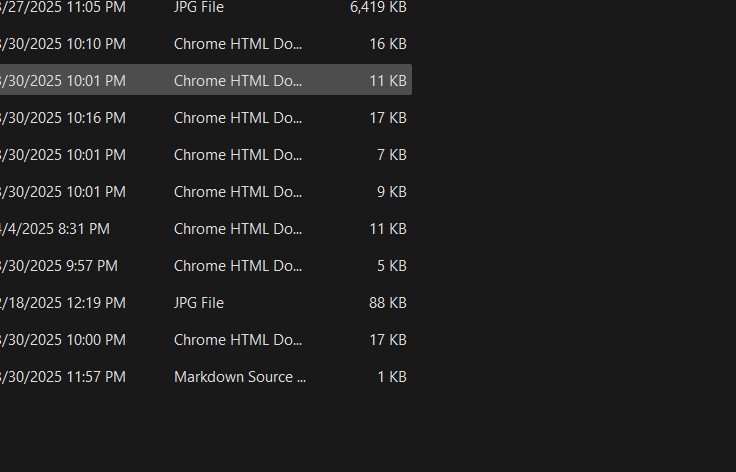 /27/2025 11:05 PM JPG File 6,419 KB
/30/2025 10:10 PM Chrome HTML Do... 16 KB
/30/2025 10:01 PM Chrome HTML Do... 11 KB
/30/2025 10:16 PM Chrome HTML Do... 17 KB
/30/2025 10:01 PM Chrome HTML Do... 7 KB
/30/2025 10:01 PM Chrome HTML Do... 9 KB
/4/2025 8:31 PM Chrome HTML Do... 11 KB
/30/2025 9:57 PM Chrome HTML Do... 5 KB
/18/2025 12:19 PM JPG File 88 KB
/30/2025 10:00 PM Chrome HTML Do... 17 KB
/30/2025 11:57 PM Markdown Source ... 1 KB